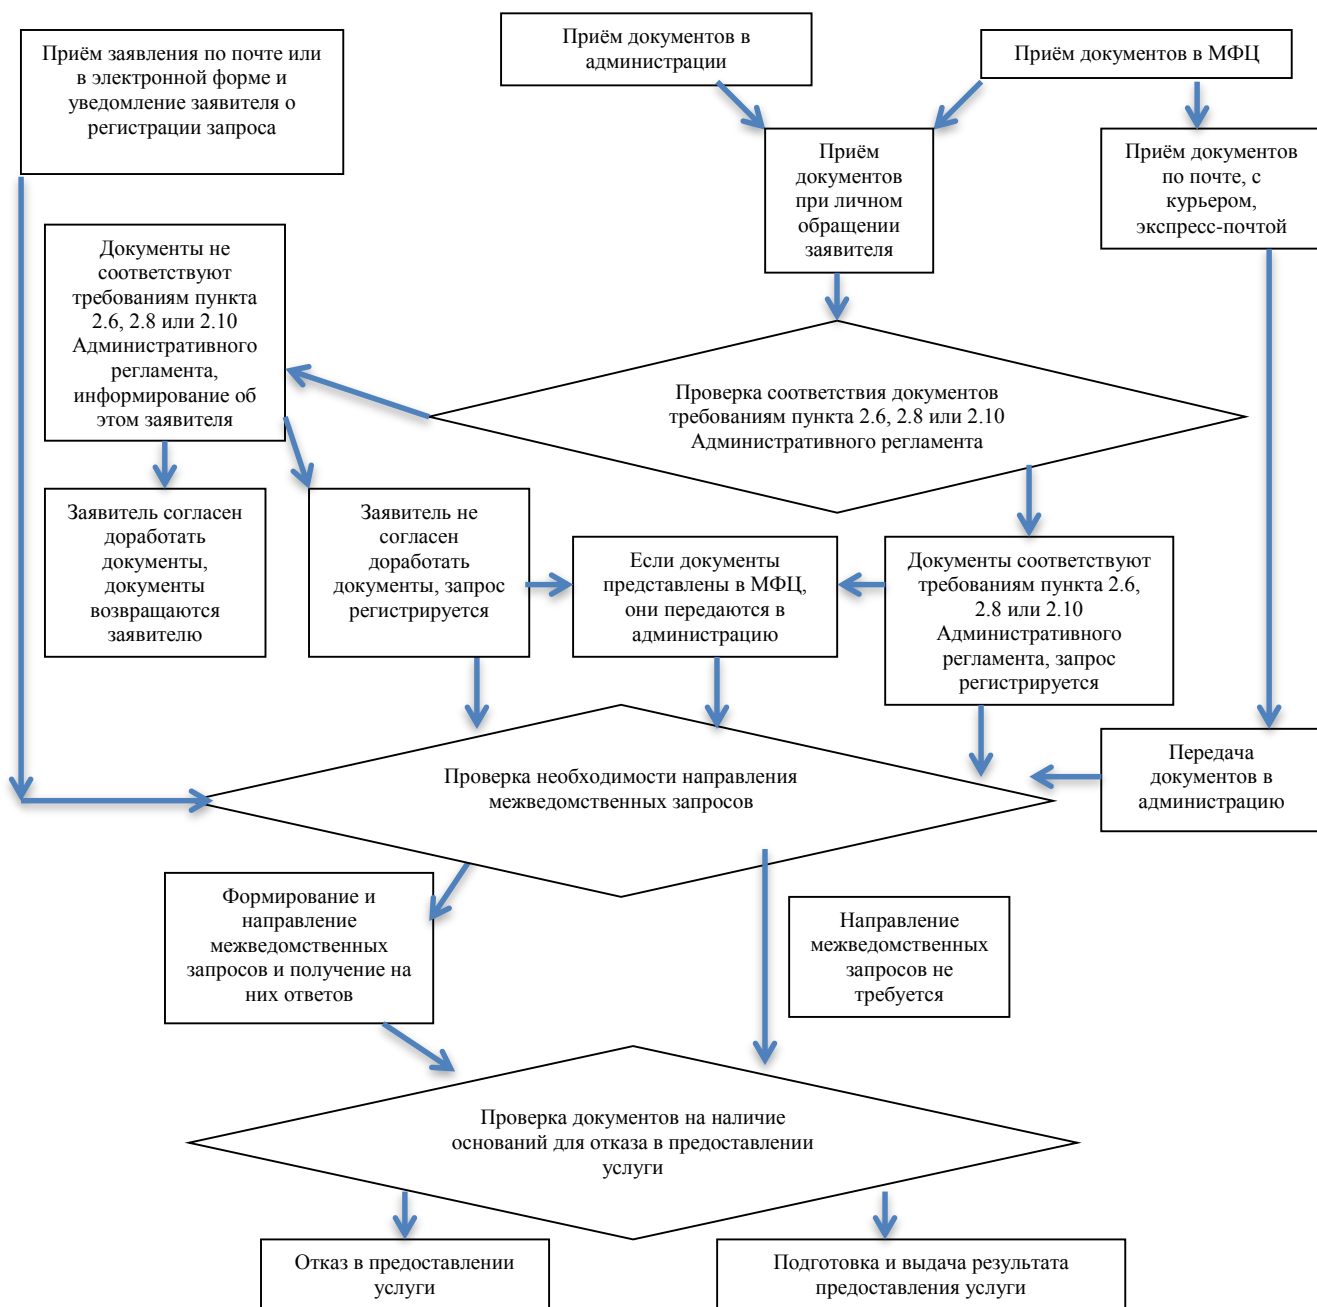 Приём заявления по почте или
в электронной форме и
уведомление заявителя о
регистрации запроса
Приём документов в
администрации
Приём документов в МФЦ
Приём
документов
при личном
обращении
заявителя
Приём документов
по почте, с
курьером,
экспресс-почтой
Документы не
соответствуют
требованиям пункта
2.6, 2.8 или 2.10
Административного
регламента,
информирование об
этом заявителя
Проверка соответствия документов
требованиям пункта 2.6, 2.8 или 2.10
Административного регламента
Заявитель согласен
доработать
документы,
документы
возвращаются
заявителю
Заявитель не
согласен
доработать
документы, запрос
регистрируется
Если документы
представлены в МФЦ,
они передаются в
администрацию
Документы соответствуют
требованиям пункта 2.6,
2.8 или 2.10
Административного
регламента, запрос
регистрируется
Проверка необходимости направления
межведомственных запросов
Передача
документов в
администрацию
Формирование и
направление
межведомственных
запросов и получение на
них ответов
Направление
межведомственных
запросов не
требуется
Проверка документов на наличие
оснований для отказа в предоставлении
услуги
Отказ в предоставлении
услуги
Подготовка и выдача результата
предоставления услуги